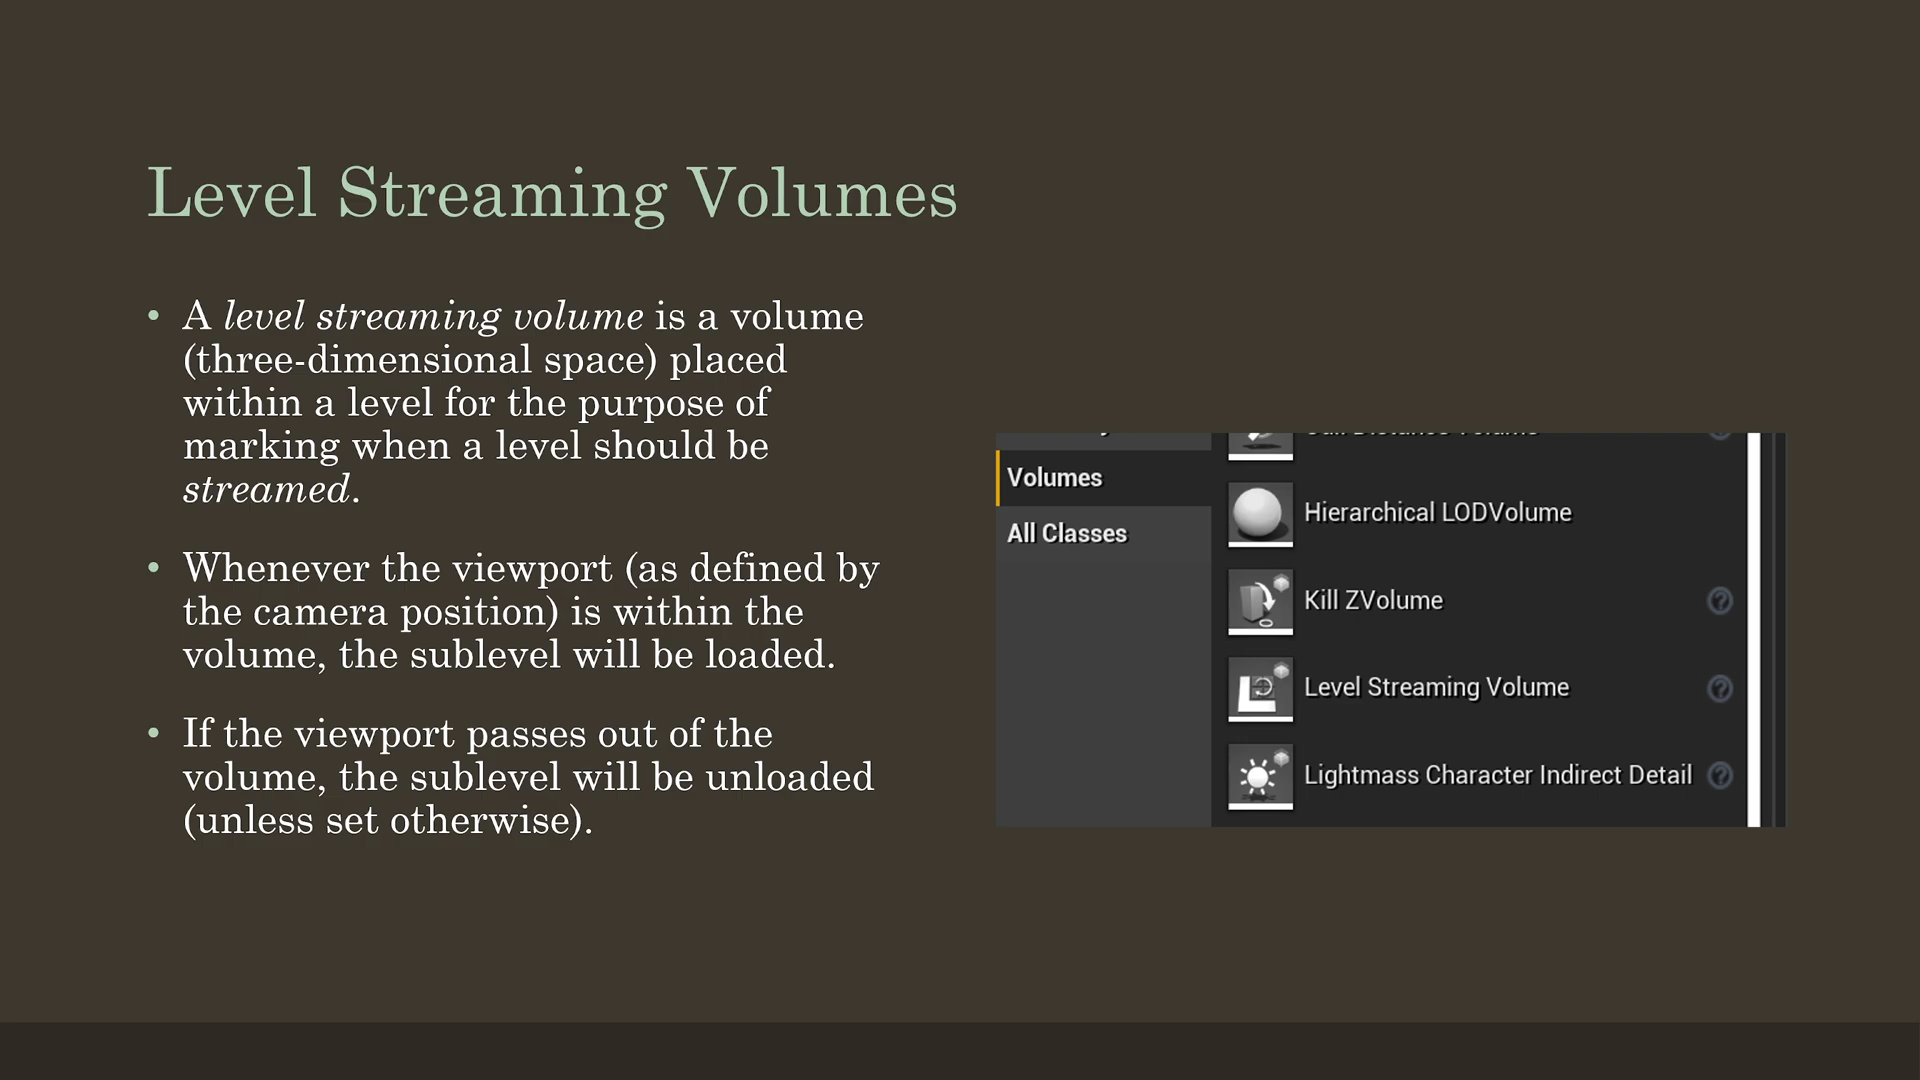 Level Streaming Volumes
• A level streaming volume is a volume
(three-dimensional space) placed
within a level for the purpose of
marking when a level should be
streamed.
• Whenever the viewport (as defined by
the camera position) is within the
volume, the sublevel will be loaded.
• If the viewport passes out of the
volume, the sublevel will be unloaded
(unless set otherwise).
Volumes
All Classes
Hierarchical LODVolume
Kill ZVolume
Level Streaming Volume
Lightmass Character Indirect Detail